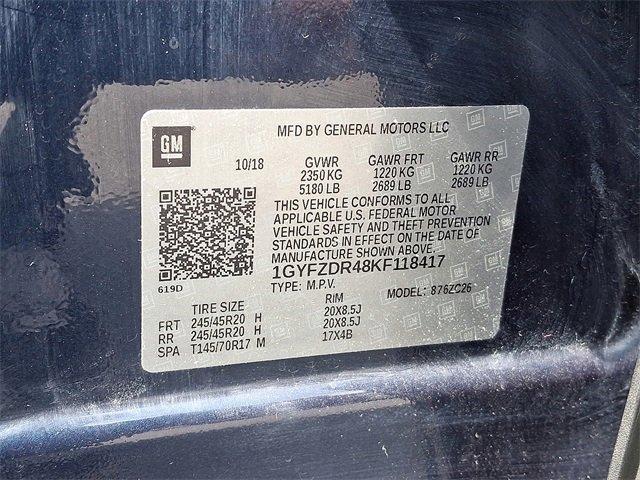 GM
MFD BY GENERAL MOTORS LLC
10/18 GVWR GAWR FRT GAWR RR
2350 KG 1220 KG 1220 KG
5180 LB 2689 LB 2689 LB
THIS VEHICLE CONFORMS TO ALL
APPLICABLE U.S. FEDERAL MOTOR
VEHICLE SAFETY AND THEFT PREVENTION
STANDARDS IN EFFECT ON THE DATE OF
MANUFACTURE SHOWN ABOVE.
1GYFZDR48KF118417
619D
TYPE: M.P.V. MODEL: 876ZC26
TIRE SIZE RIM
FRT 245/45R20 H 20X8.5J
RR 245/45R20 H 20X8.5J
SPA T145/70R17 M 17X4B